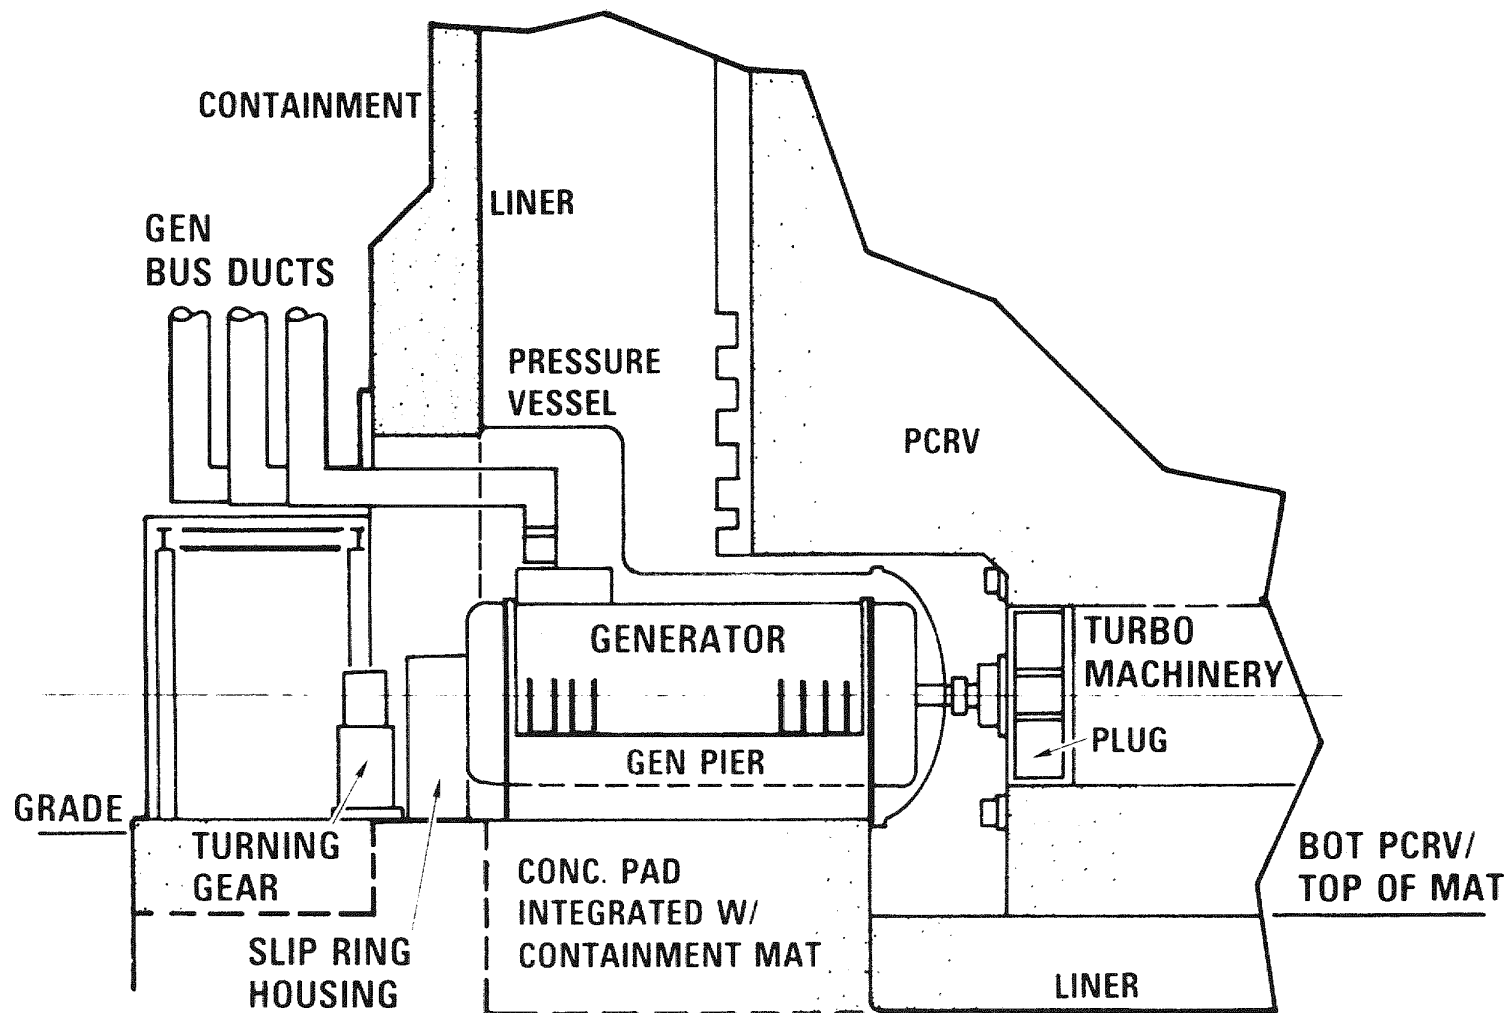 CONTAINMENT
LINER
GEN
BUS DUCTS
PRESSURE
VESSEL
PCRV
GENERATOR
TURBO
MACHINERY
PLUG
GEN PIER
GRADE
TURNING
GEAR
SLIP RING
HOUSING
CONC. PAD
INTEGRATED W/
CONTAINMENT MAT
BOT PCRV/
TOP OF MAT
LINER